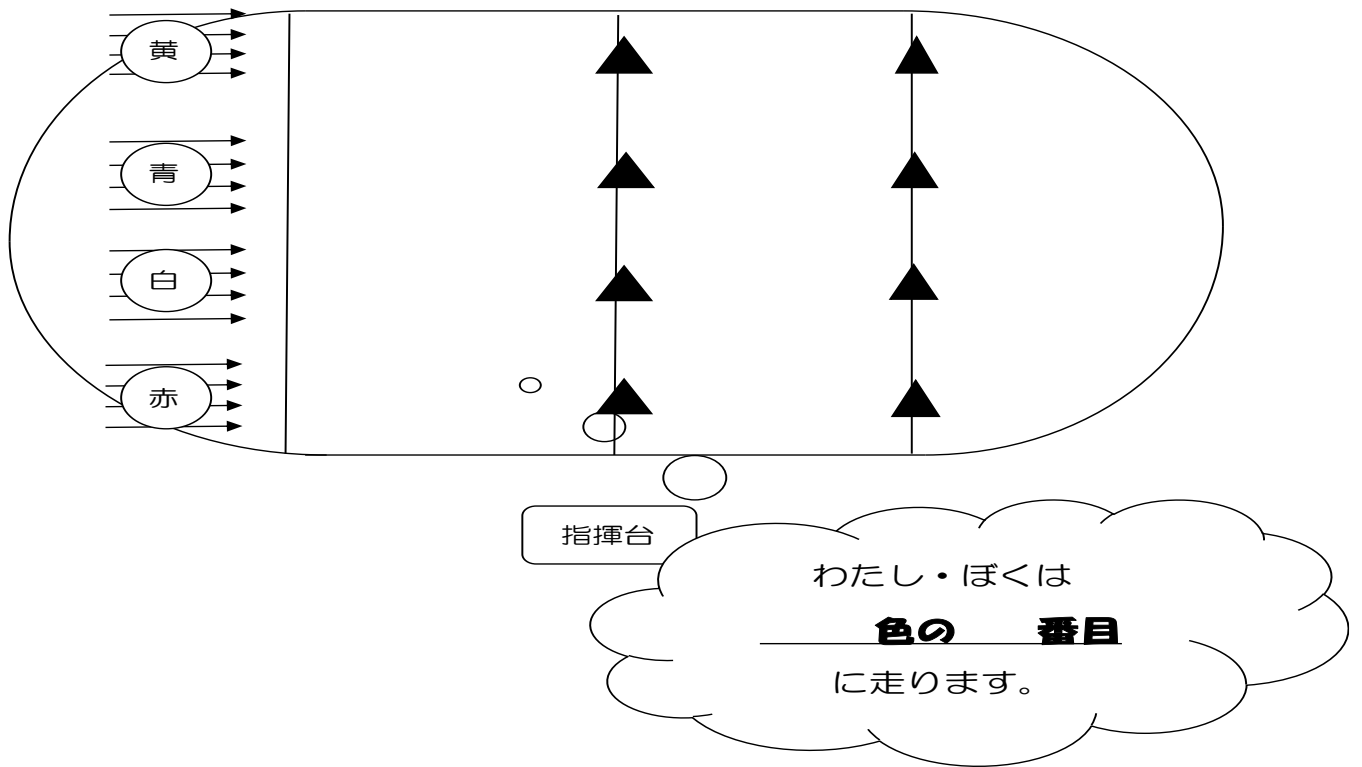 黄
青
白
赤
指揮台
わたし・ぼくは
色の　　番目
に走ります。